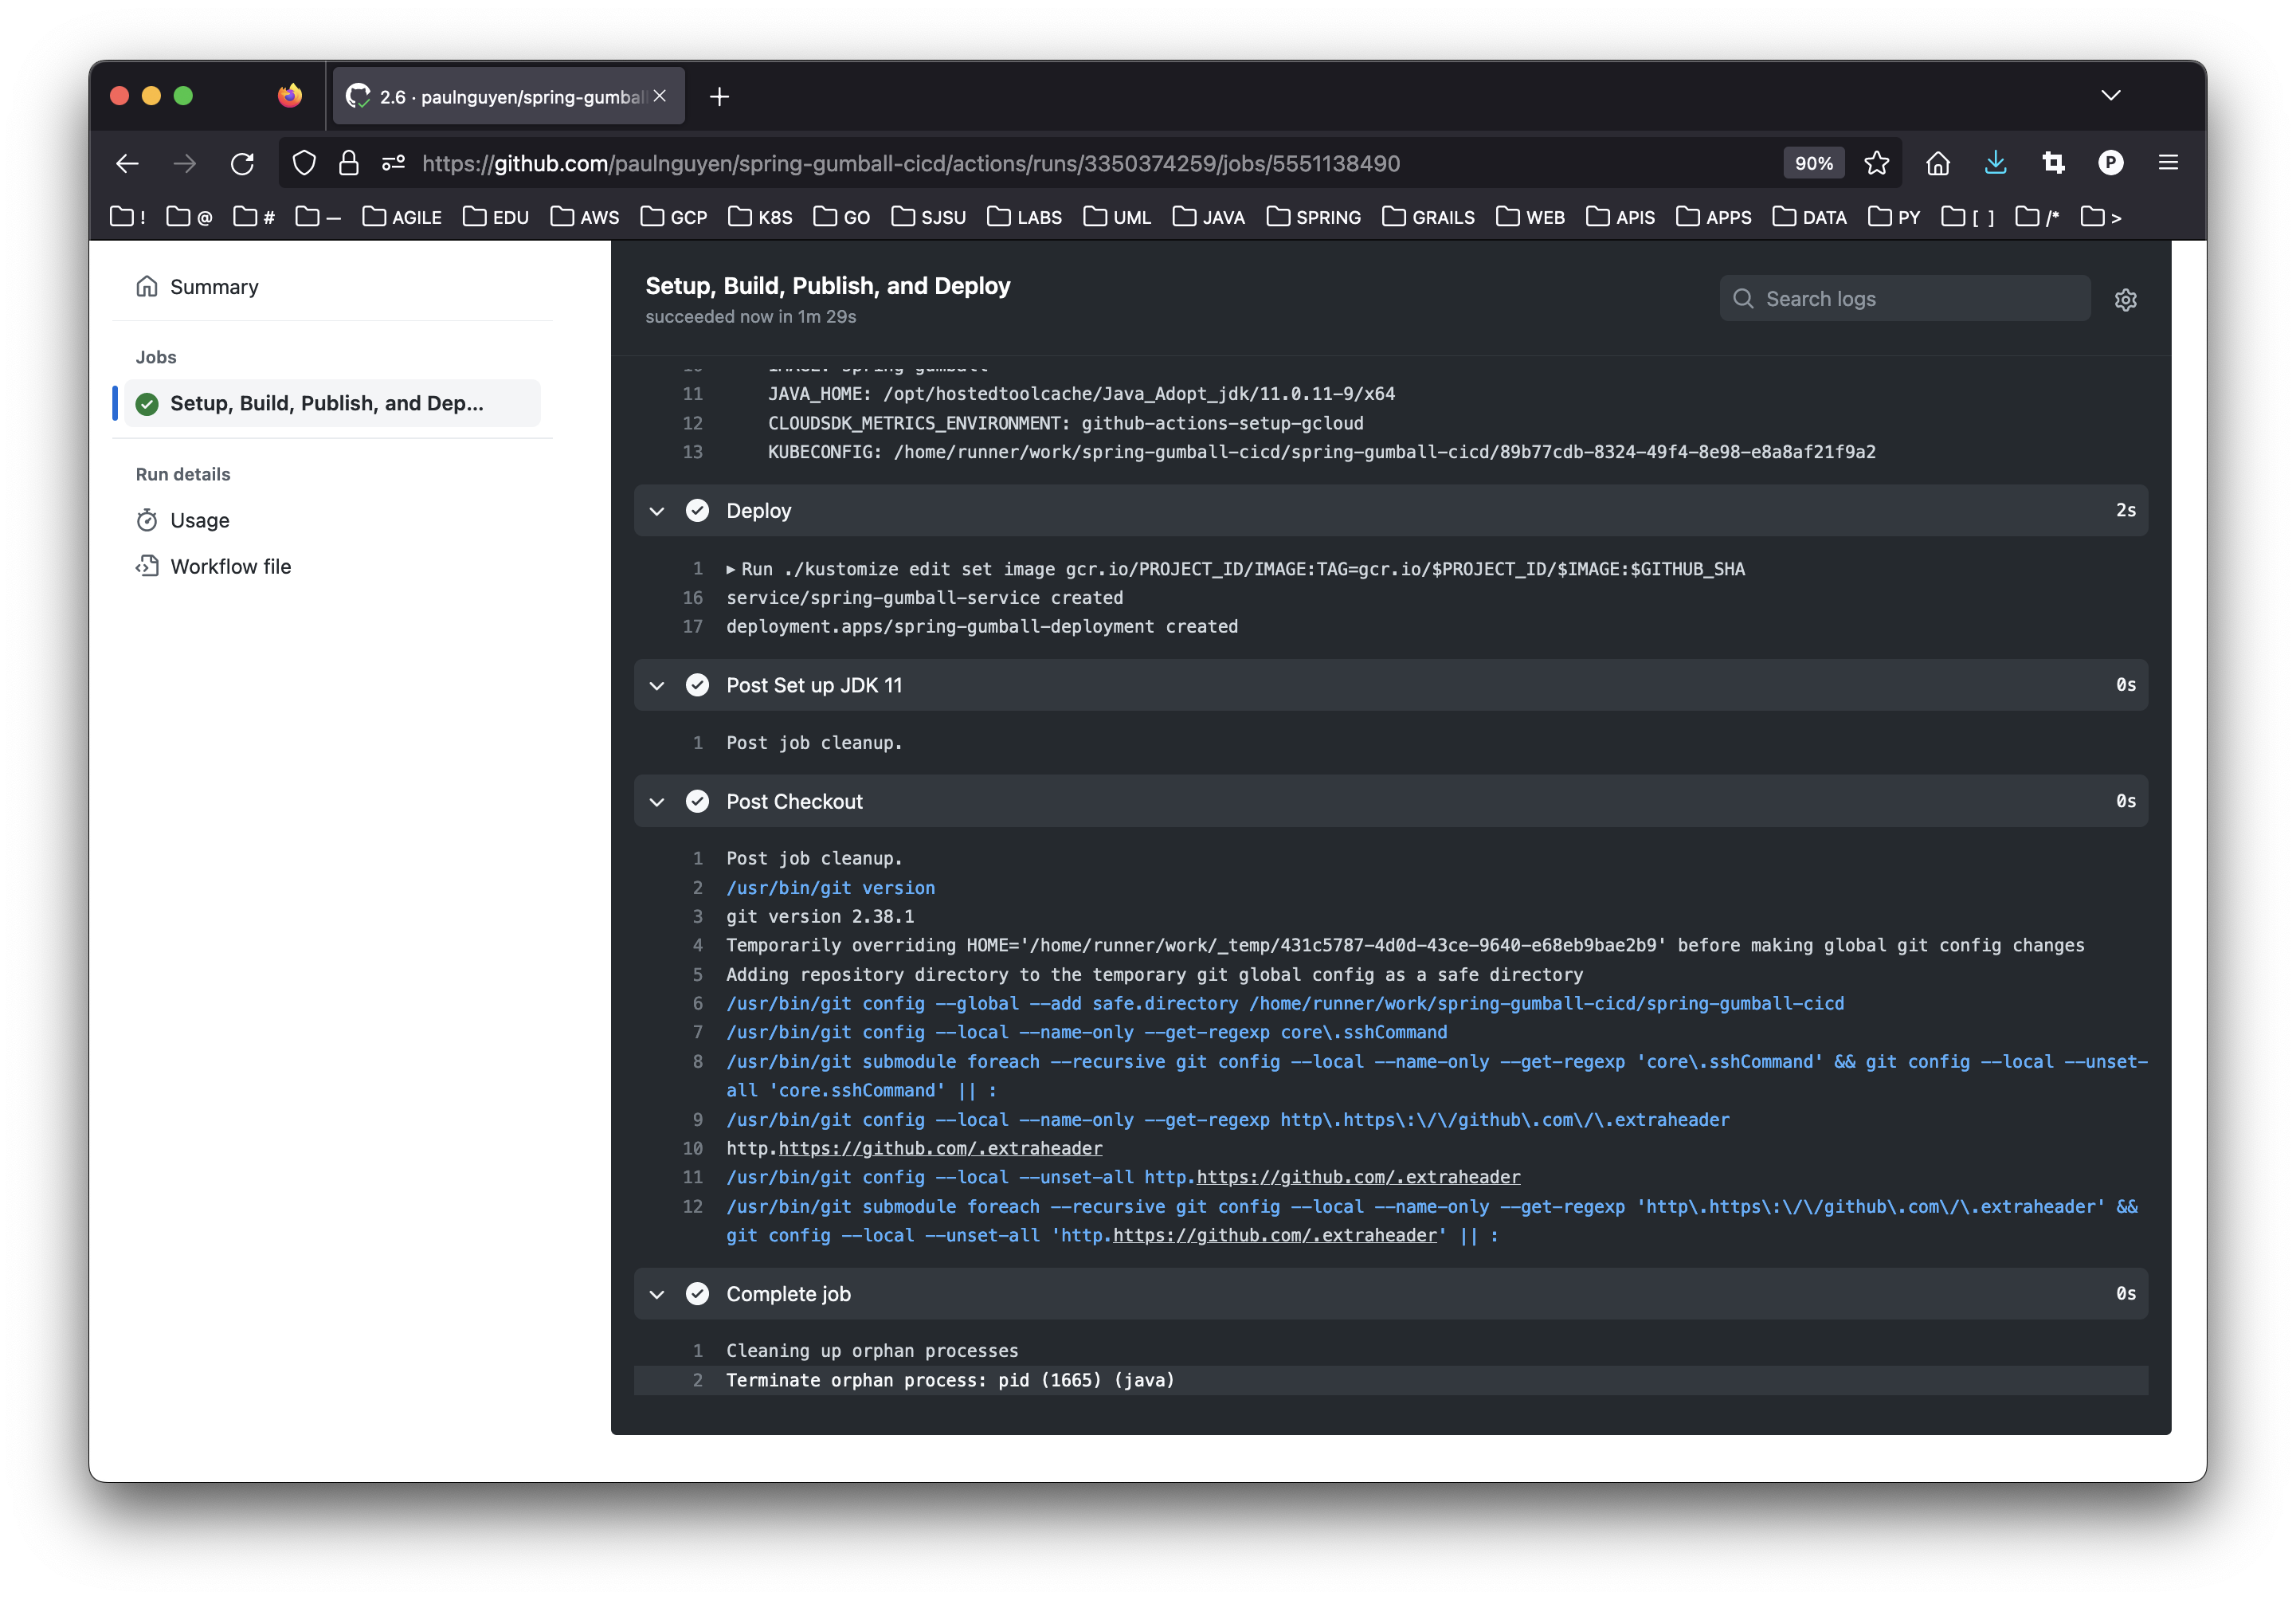 2.6 · paulnguyen/spring-gumbal
https://github.com/paulnguyen/spring-gumball-cicd/actions/runs/3350374259/jobs/5551138490
90%
P
! @ # — AGILE EDU AWS GCP K8S GO SJSU LABS UML JAVA SPRING GRAILS WEB APIS APPS DATA PY [ ] /* >
Summary
Jobs
Setup, Build, Publish, and Dep...
Run details
Usage
Workflow file
Setup, Build, Publish, and Deploy
succeeded now in 1m 29s
Search logs
11 JAVA_HOME: /opt/hostedtoolcache/Java_Adopt_jdk/11.0.11-9/x64
12 CLOUDSDK_METRICS_ENVIRONMENT: github-actions-setup-gcloud
13 KUBECONFIG: /home/runner/work/spring-gumball-cicd/spring-gumball-cicd/89b77cdb-8324-49f4-8e98-e8a8af21f9a2
Deploy 2s
1 ▶ Run ./kustomize edit set image gcr.io/PROJECT_ID/IMAGE:TAG=gcr.io/$PROJECT_ID/$IMAGE:$GITHUB_SHA
16 service/spring-gumball-service created
17 deployment.apps/spring-gumball-deployment created
Post Set up JDK 11 0s
1 Post job cleanup.
Post Checkout 0s
1 Post job cleanup.
2 /usr/bin/git version
3 git version 2.38.1
4 Temporarily overriding HOME='/home/runner/work/_temp/431c5787-4d0d-43ce-9640-e68eb9bae2b9' before making global git config changes
5 Adding repository directory to the temporary git global config as a safe directory
6 /usr/bin/git config --global --add safe.directory /home/runner/work/spring-gumball-cicd/spring-gumball-cicd
7 /usr/bin/git config --local --name-only --get-regexp core\.sshCommand
8 /usr/bin/git submodule foreach --recursive git config --local --name-only --get-regexp 'core\.sshCommand' && git config --local --unset-
all 'core.sshCommand' || :
9 /usr/bin/git config --local --name-only --get-regexp http\.https\:\/\/github\.com\/\.extraheader
10 http.https://github.com/.extraheader
11 /usr/bin/git config --local --unset-all http.https://github.com/.extraheader
12 /usr/bin/git submodule foreach --recursive git config --local --name-only --get-regexp 'http\.https\:\/\/github\.com\/\.extraheader' &&
git config --local --unset-all 'http.https://github.com/.extraheader' || :
Complete job 0s
1 Cleaning up orphan processes
2 Terminate orphan process: pid (1665) (java)